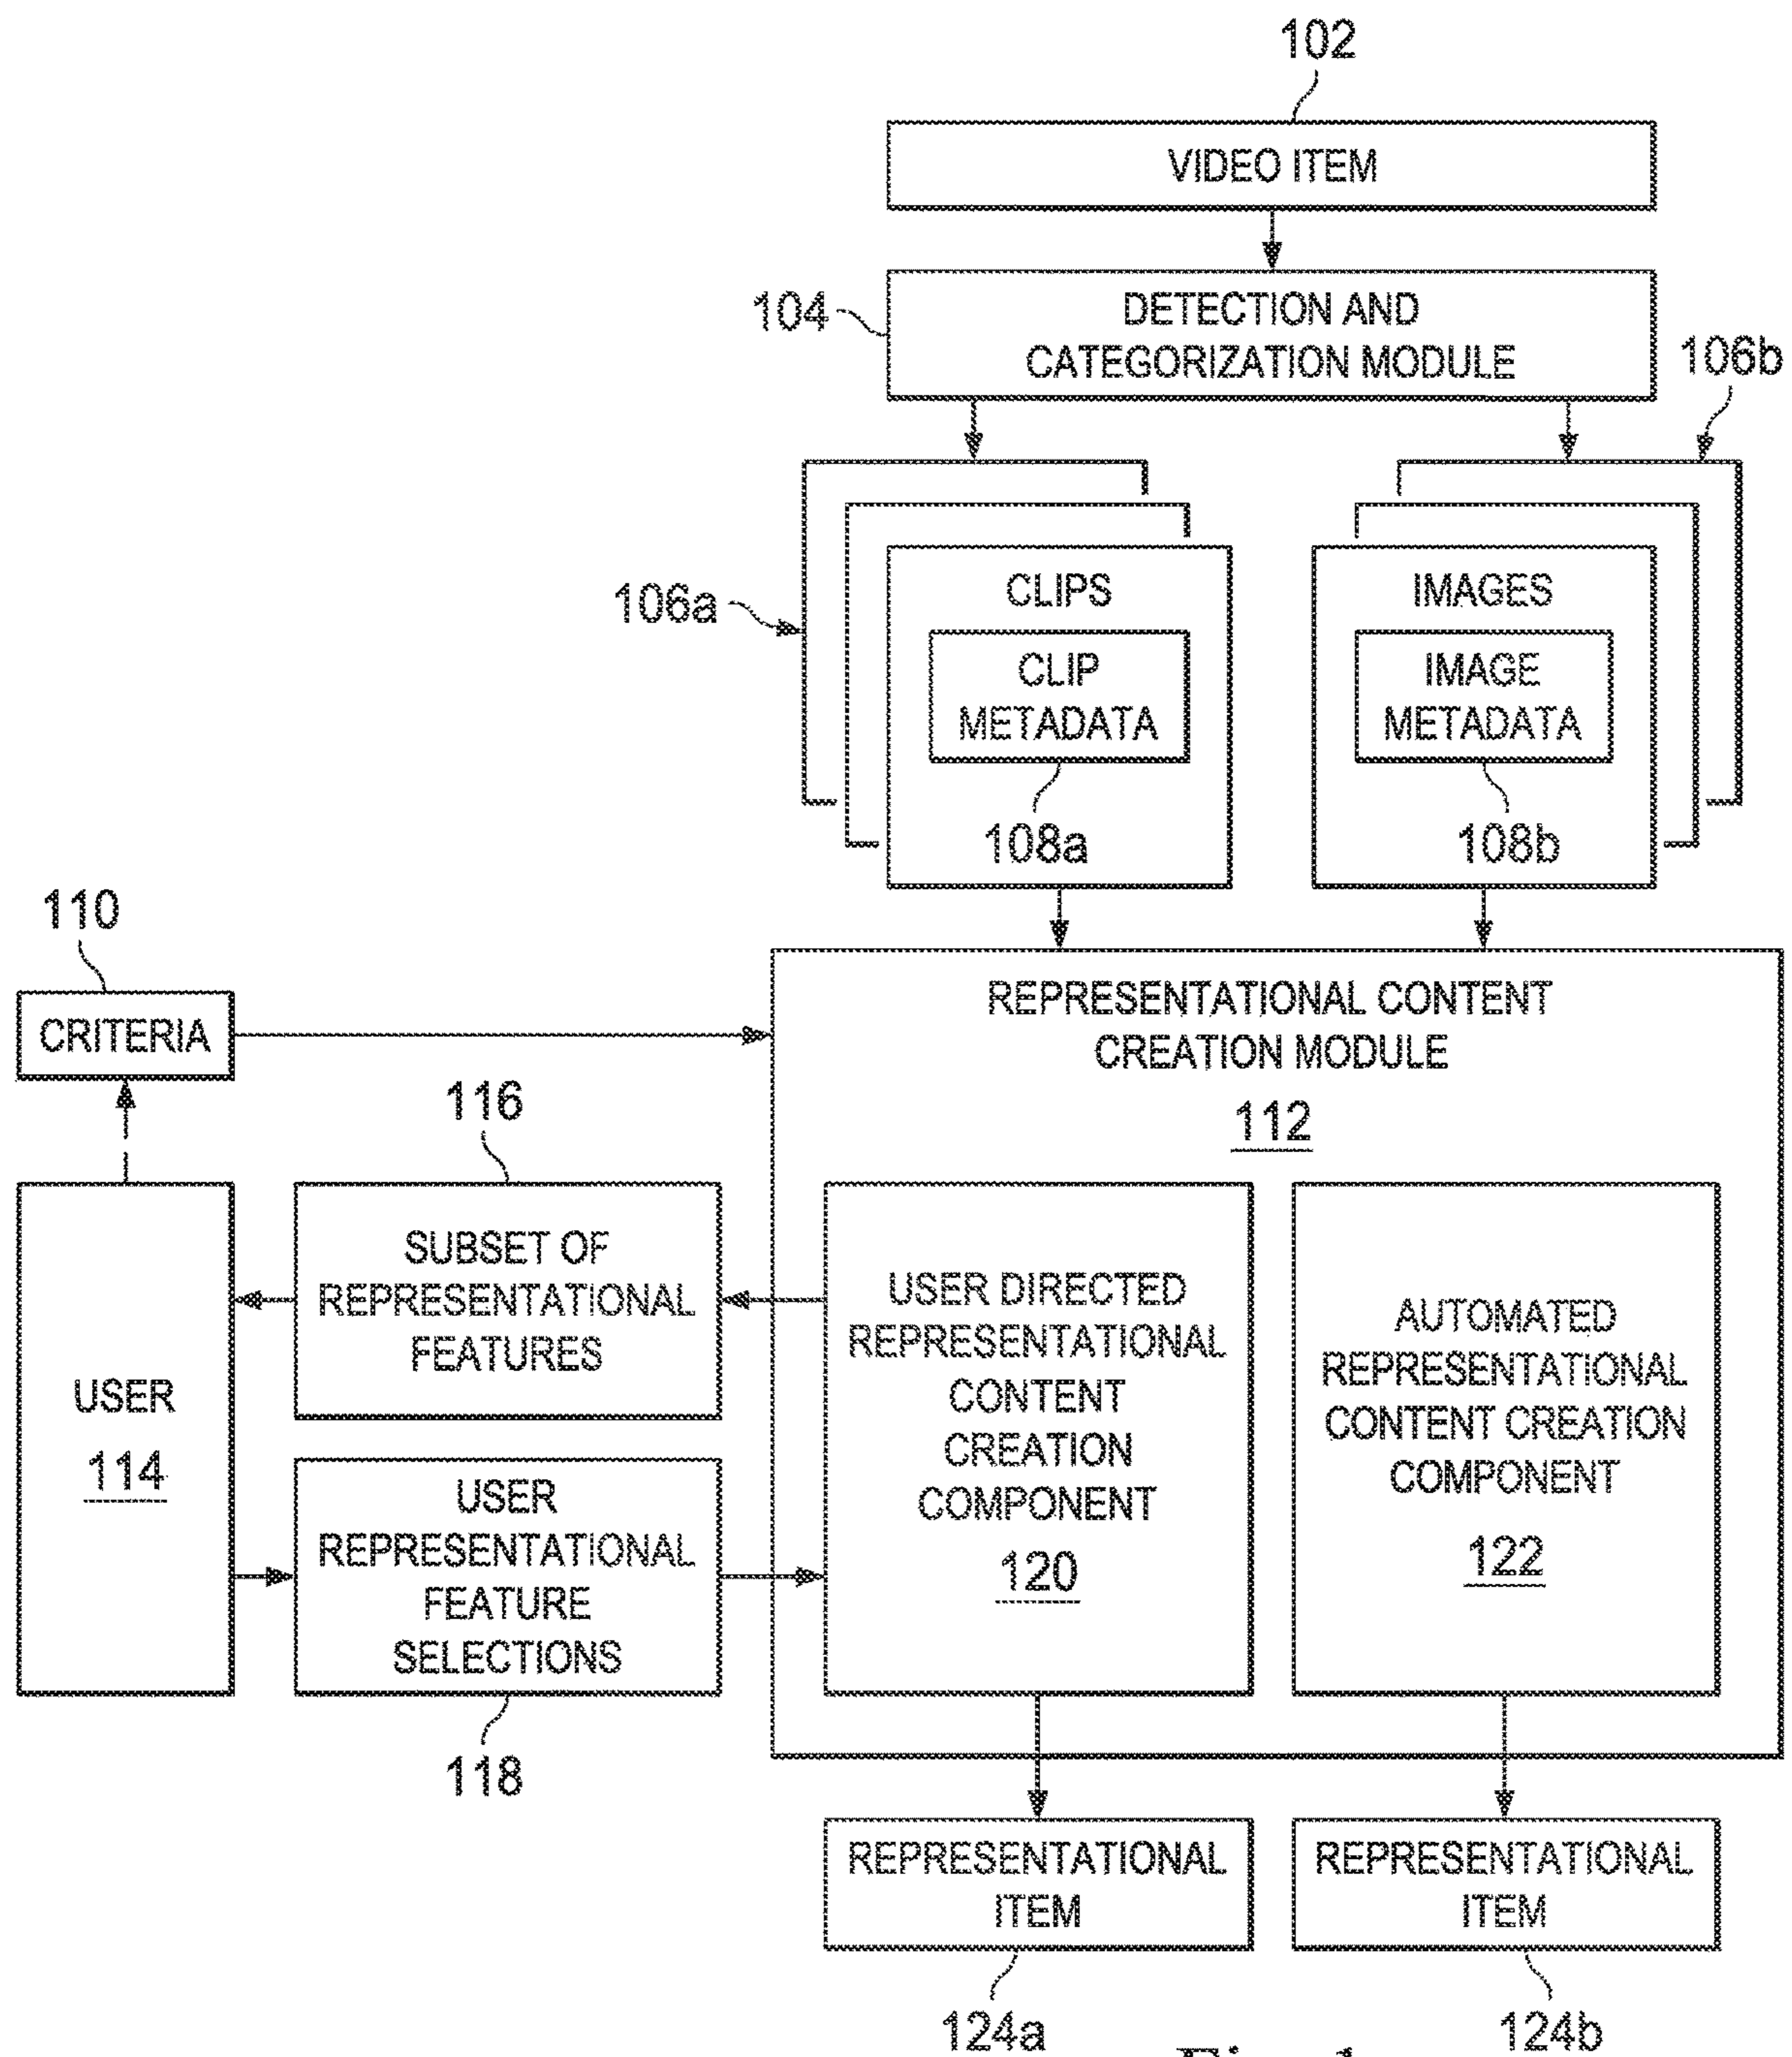 102
VIDEO ITEM
104
DETECTION AND
CATEGORIZATION MODULE
106b
106a
CLIPS
CLIP
METADATA
108a
IMAGES
IMAGE
METADATA
108b
110
CRITERIA
REPRESENTATIONAL CONTENT
CREATION MODULE
112
116
SUBSET OF
REPRESENTATIONAL
FEATURES
USER
114
USER
REPRESENTATIONAL
FEATURE
SELECTIONS
118
USER DIRECTED
REPRESENTATIONAL
CONTENT
CREATION
COMPONENT
120
AUTOMATED
REPRESENTATIONAL
CONTENT CREATION
COMPONENT
122
REPRESENTATIONAL
ITEM
124a
REPRESENTATIONAL
ITEM
124b